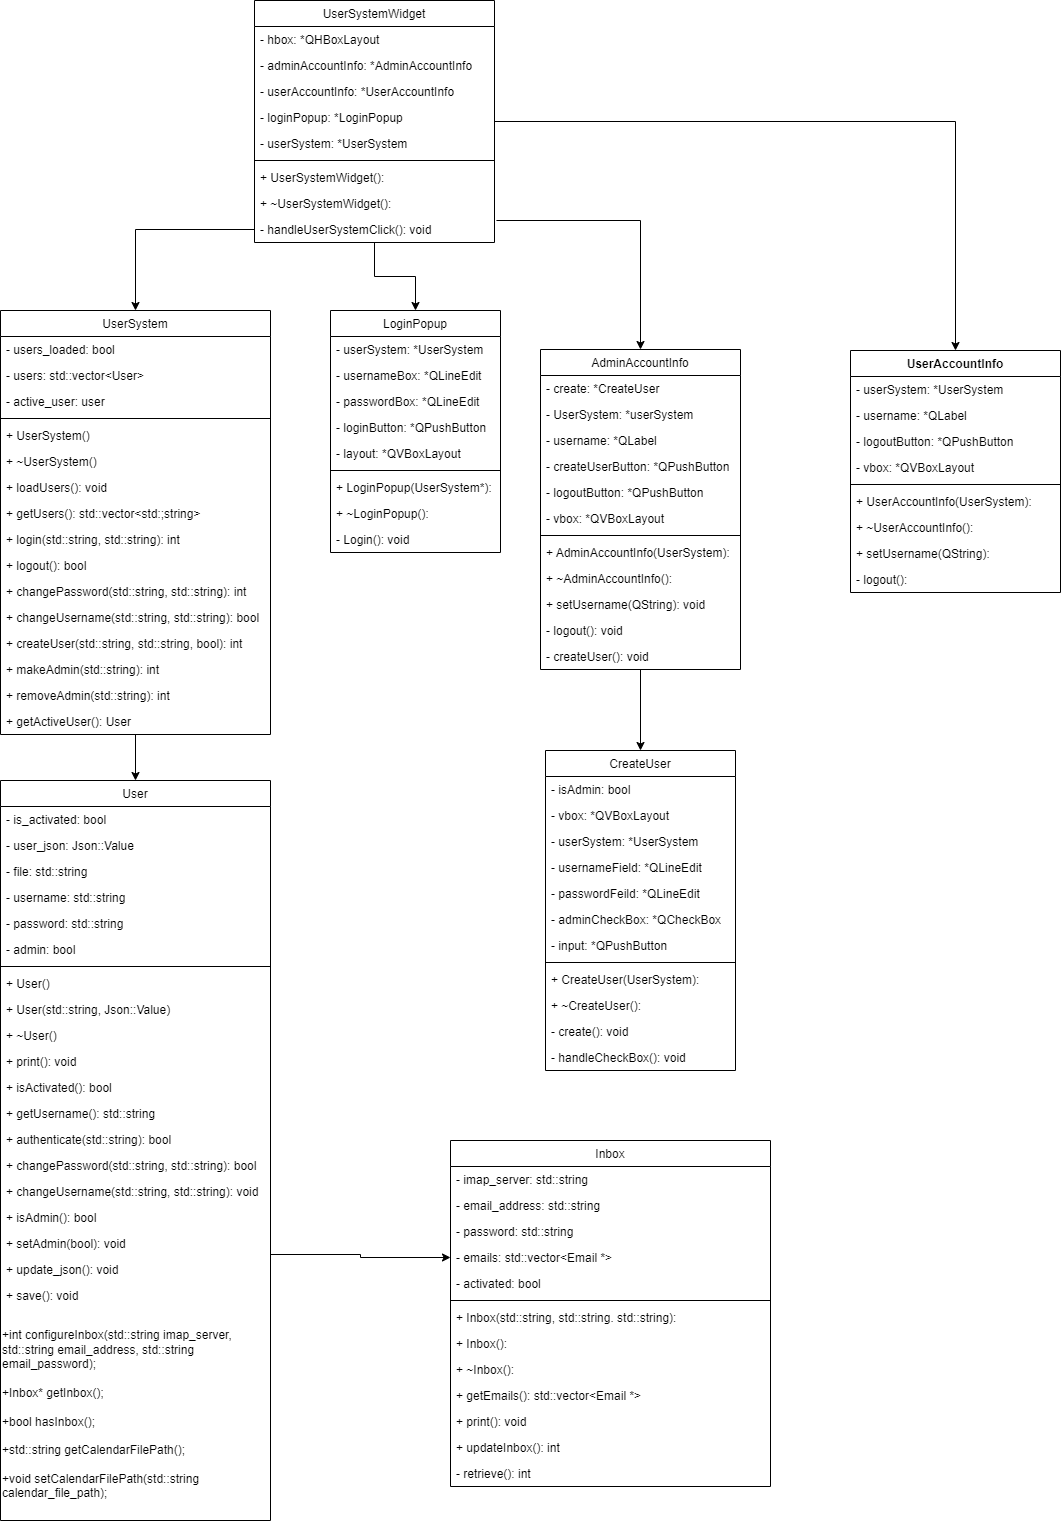 UserSystemWidget
- hbox: *QHBoxLayout
- adminAccountInfo: *AdminAccountInfo
- userAccountInfo: *UserAccountInfo
- loginPopup: *LoginPopup
- userSystem: *UserSystem
+ UserSystemWidget():
+ ~UserSystemWidget():
- handleUserSystemClick(): void
UserSystem
- users_loaded: bool
- users: std::vector<User>
- active_user: user
+ UserSystem()
+ ~UserSystem()
+ loadUsers(): void
+ getUsers(): std::vector<std:;string>
+ login(std::string, std::string): int
+ logout(): bool
+ changePassword(std::string, std::string): int
+ changeUsername(std::string, std::string): bool
+ createUser(std::string, std::string, bool): int
+ makeAdmin(std::string): int
+ removeAdmin(std::string): int
+ getActiveUser(): User
LoginPopup
- userSystem: *UserSystem
- usernameBox: *QLineEdit
- passwordBox: *QLineEdit
- loginButton: *QPushButton
- layout: *QVBoxLayout
+ LoginPopup(UserSystem*):
+ ~LoginPopup():
- Login(): void
AdminAccountInfo
- create: *CreateUser
- UserSystem: *userSystem
- username: *QLabel
- createUserButton: *QPushButton
- logoutButton: *QPushButton
- vbox: *QVBoxLayout
+ AdminAccountInfo(UserSystem):
+ ~AdminAccountInfo():
+ setUsername(QString): void
- logout(): void
- createUser(): void
UserAccountInfo
- userSystem: *UserSystem
- username: *QLabel
- logoutButton: *QPushButton
- vbox: *QVBoxLayout
+ UserAccountInfo(UserSystem):
+ ~UserAccountInfo():
+ setUsername(QString):
- logout():
User
- is_activated: bool
- user_json: Json::Value
- file: std::string
- username: std::string
- password: std::string
- admin: bool
+ User()
+ User(std::string, Json::Value)
+ ~User()
+ print(): void
+ isActivated(): bool
+ getUsername(): std::string
+ authenticate(std::string): bool
+ changePassword(std::string, std::string): bool
+ changeUsername(std::string, std::string): void
+ isAdmin(): bool
+ setAdmin(bool): void
+ update_json(): void
+ save(): void
+int configureInbox(std::string imap_server,
std::string email_address, std::string
email_password);
+Inbox* getInbox();
+bool hasInbox();
+std::string getCalendarFilePath();
+void setCalendarFilePath(std::string
calendar_file_path);
CreateUser
- isAdmin: bool
- vbox: *QVBoxLayout
- userSystem: *UserSystem
- usernameField: *QLineEdit
- passwordFeild: *QLineEdit
- adminCheckBox: *QCheckBox
- input: *QPushButton
+ CreateUser(UserSystem):
+ ~CreateUser():
- create(): void
- handleCheckBox(): void
Inbox
- imap_server: std::string
- email_address: std::string
- password: std::string
- emails: std::vector<Email *>
- activated: bool
+ Inbox(std::string, std::string. std::string):
+ Inbox():
+ ~Inbox():
+ getEmails(): std::vector<Email *>
+ print(): void
+ updateInbox(): int
- retrieve(): int